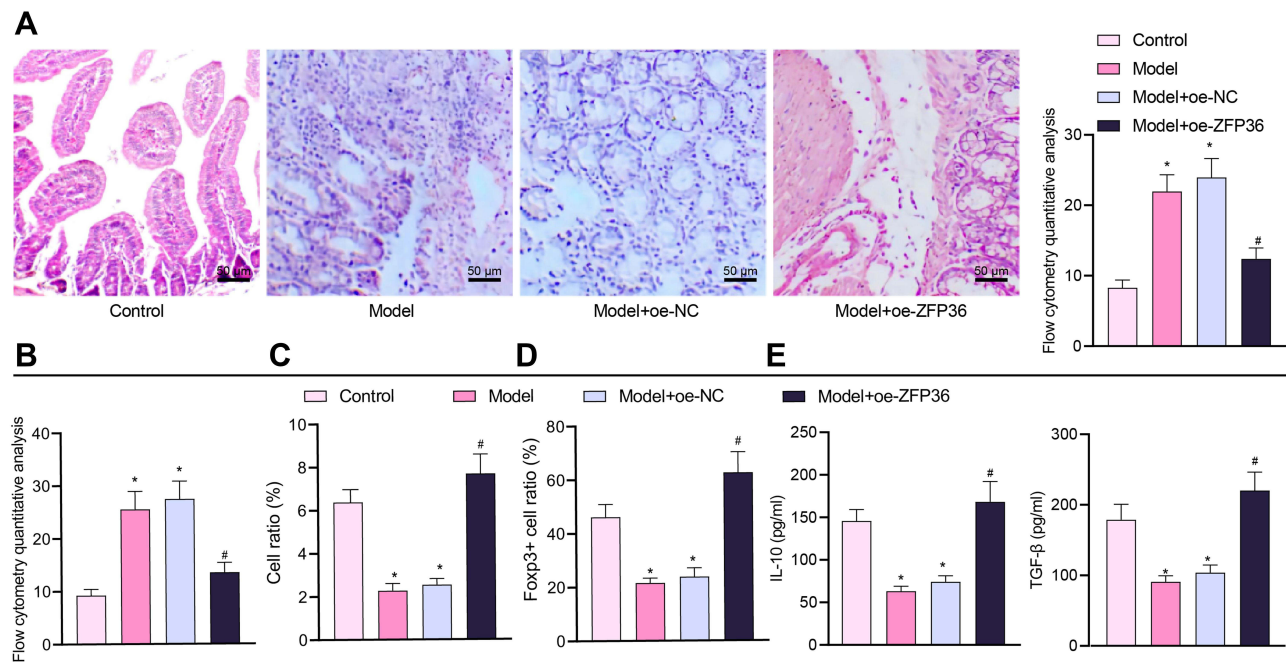 A
50 µm
Control
50 µm
Model
50 µm
Model+oe-NC
50 µm
Model+oe-ZFP36
Control
Model
Model+oe-NC
Model+oe-ZFP36
Flow cytometry quantitative analysis
30
20
10
0
*
*
#
B
C
D
E
Control
Model
Model+oe-NC
Model+oe-ZFP36
Flow cytometry quantitative analysis
40
30
20
10
0
*
*
#
Cell ratio (%)
8
6
4
2
0
*
*
#
Foxp3+ cell ratio (%)
80
60
40
20
0
*
*
#
IL-10 (pg/ml)
250
200
150
100
50
0
*
*
#
TGF-β (pg/ml)
300
200
100
0
*
*
#